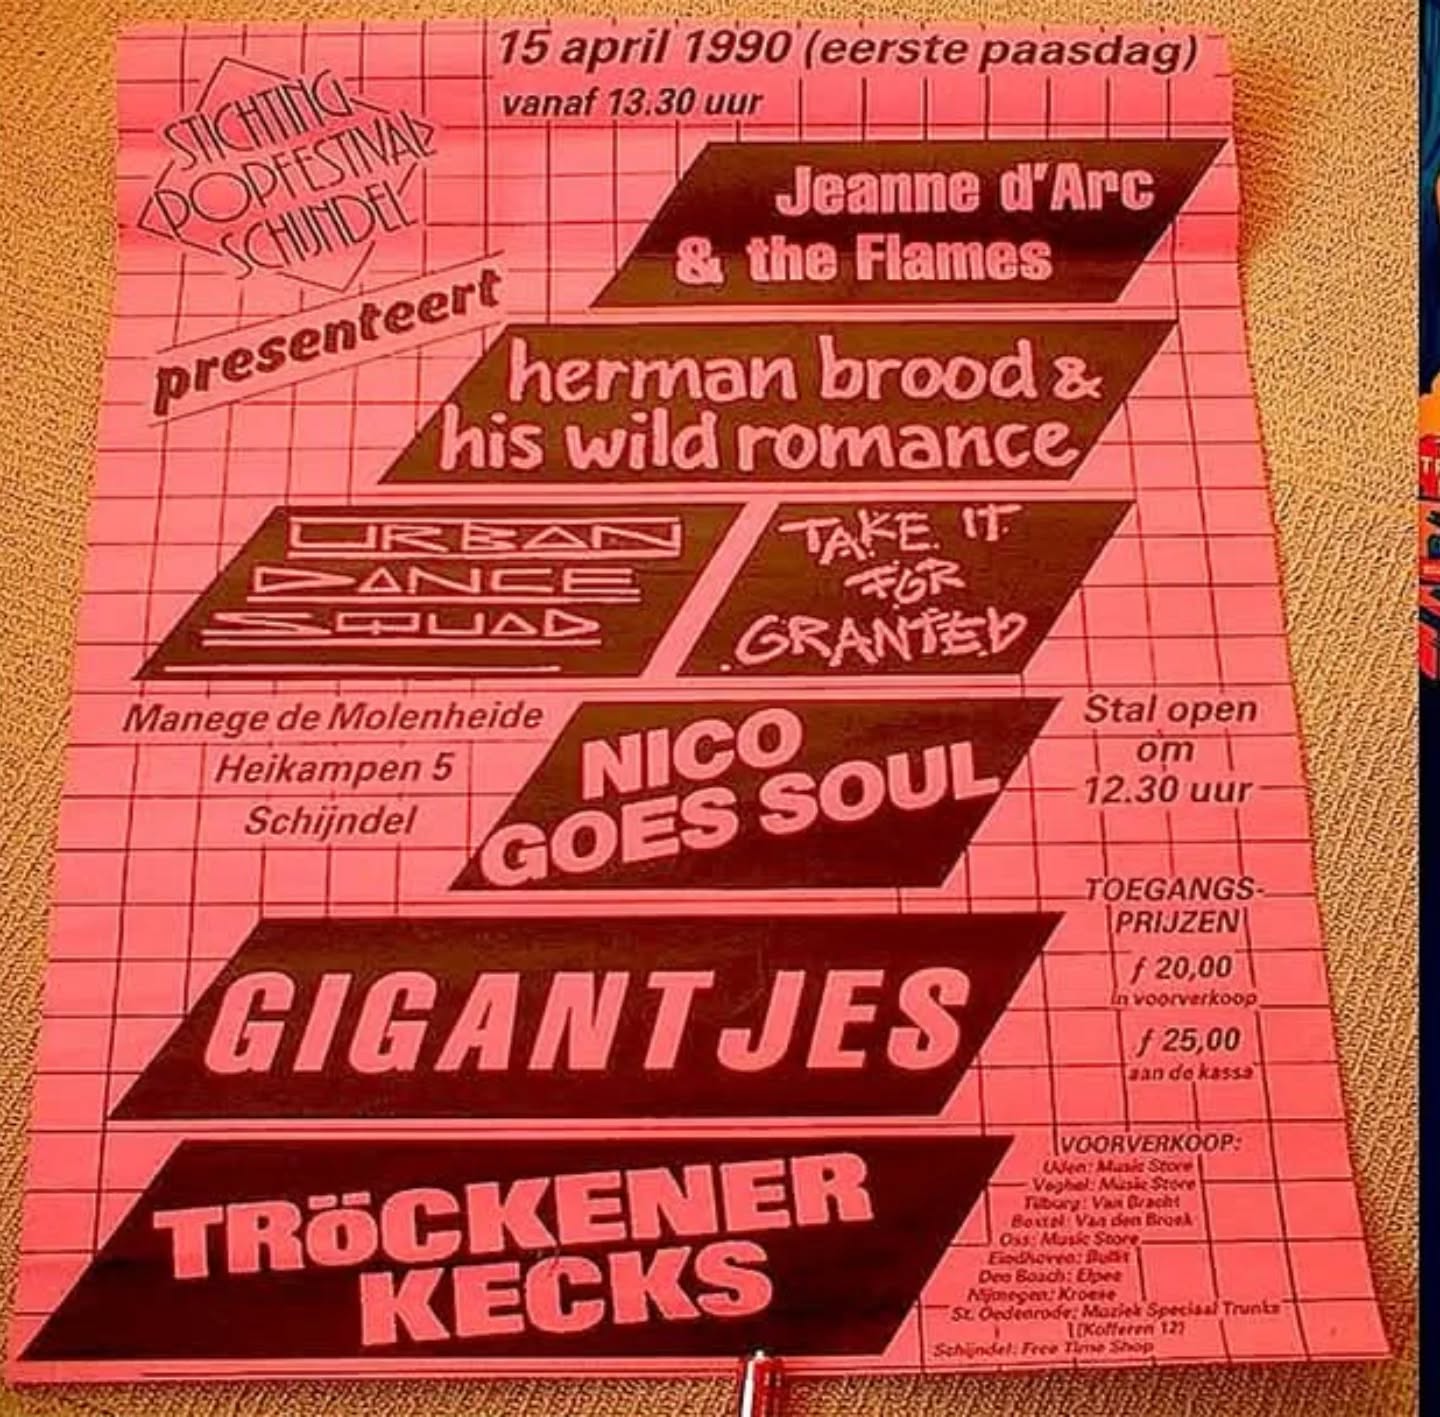 15 april 1990 (eerste paasdag)
vanaf 13.30 uur
STICHTING
POPFESTIVAL
SCHIJNDEL
presenteert
Jeanne d'Arc
& the Flames
herman brood &
his wild romance
URBAN
DANCE
SQUAD
TAKE IT
FOR
GRANTED
Manege de Molenheide
Heikampen 5
Schijndel
NICO
GOES SOUL
Stal open
om
12.30 uur
TOEGANGS-
PRIJZEN
ƒ 20,00
in voorverkoop
ƒ 25,00
aan de kassa
GIGANTJES
TRöCKENER
KECKS
VOORVERKOOP:
Uden: Music Store
Veghel: Music Store
Tilburg: Van Bracht
Boxtel: Van den Broek
Oss: Music Store
Eindhoven: Bullit
Den Bosch: Elpee
Nijmegen: Kroese
St. Oedenrode: Muziek Speciaal Trunks
(Kofferen 12)
Schijndel: Free Time Shop